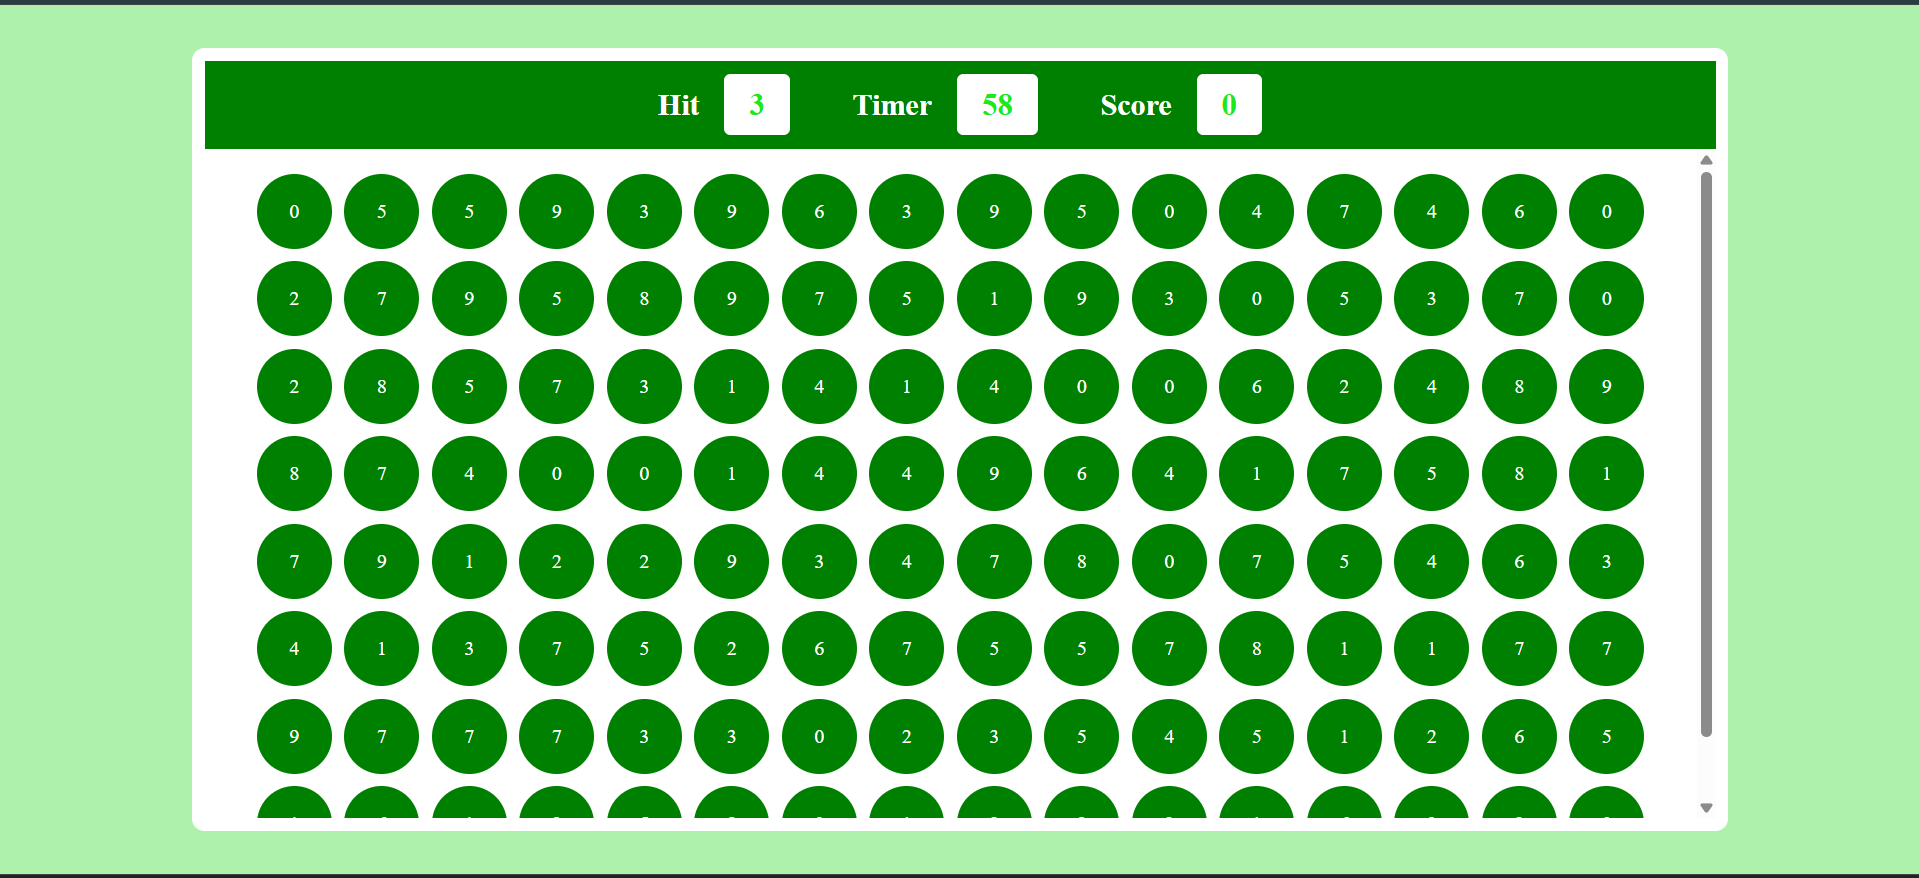 Hit 3 Timer 58 Score 0
0 5 5 9 3 9 6 3 9 5 0 4 7 4 6 0
2 7 9 5 8 9 7 5 1 9 3 0 5 3 7 0
2 8 5 7 3 1 4 1 4 0 0 6 2 4 8 9
8 7 4 0 0 1 4 4 9 6 4 1 7 5 8 1
7 9 1 2 2 9 3 4 7 8 0 7 5 4 6 3
4 1 3 7 5 2 6 7 5 5 7 8 1 1 7 7
9 7 7 7 3 3 0 2 3 5 4 5 1 2 6 5